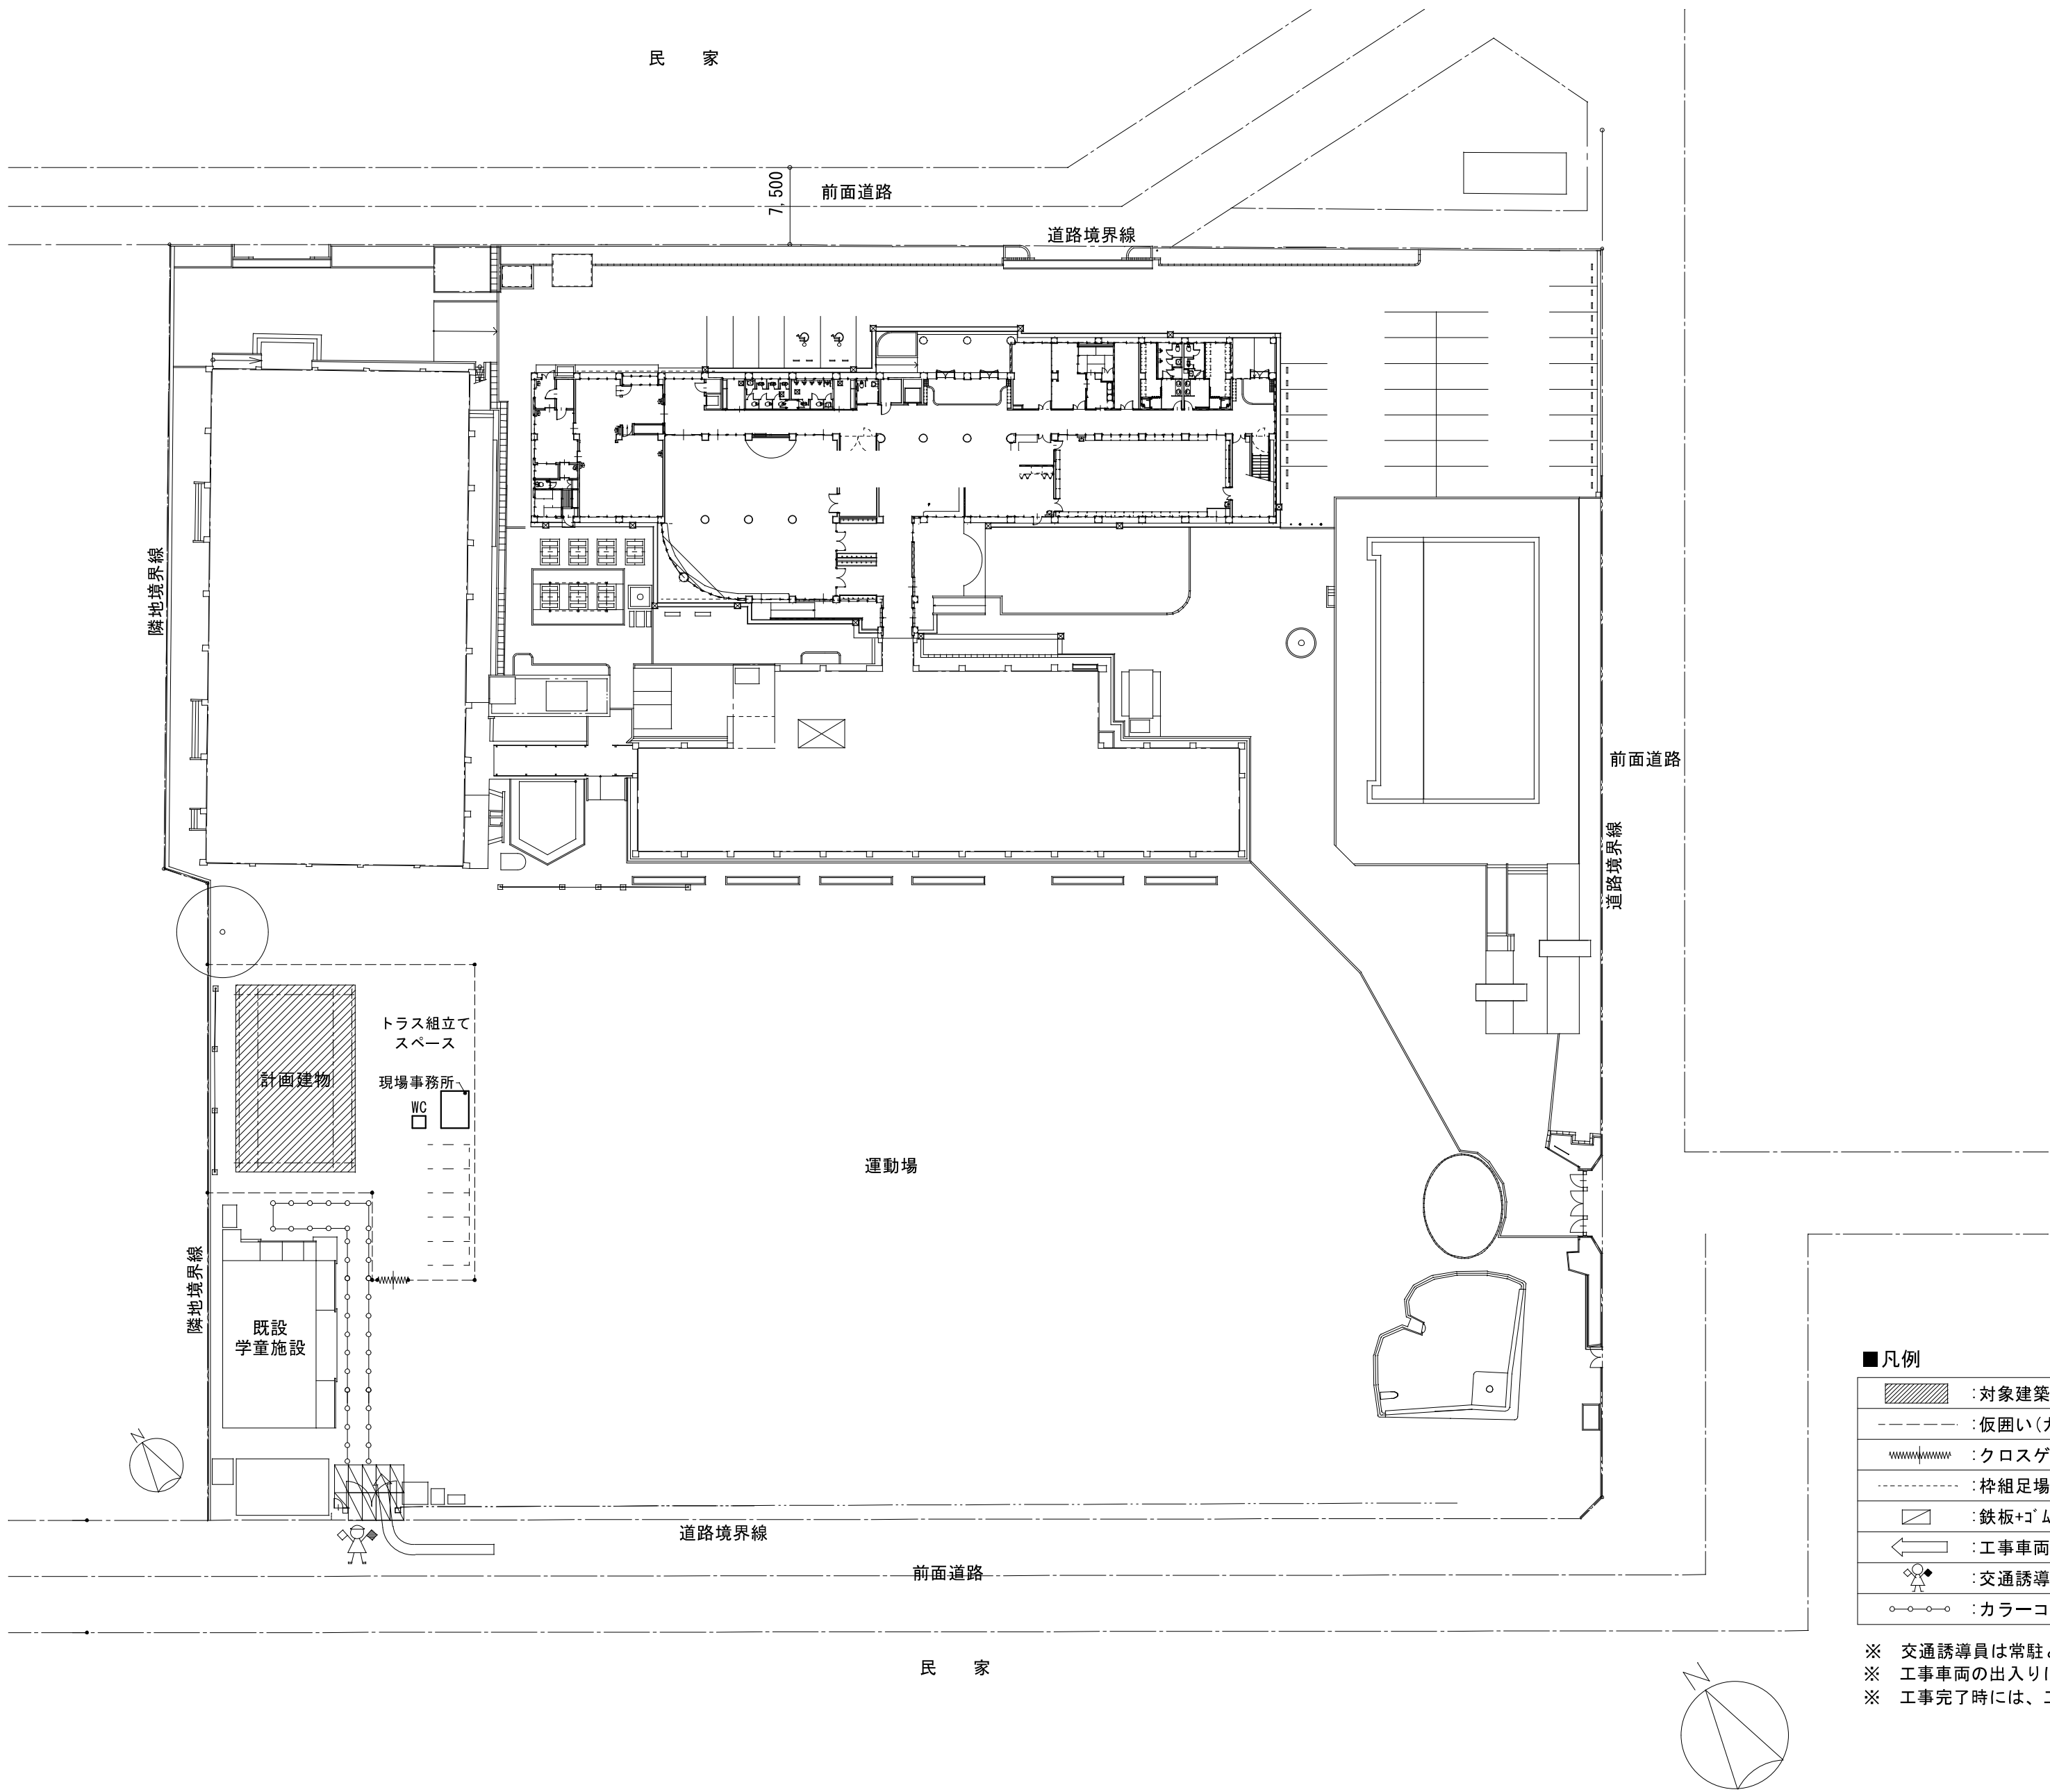 民　家
7,500
前面道路
道路境界線
隣地境界線
前面道路
道路境界線
トラス組立て
スペース
計画建物
現場事務所
WC
運動場
隣地境界線
既設
学童施設
N
道路境界線
前面道路
民　家
N
■凡例
:対象建築
:仮囲い(
:クロスゲ
:枠組足場
:鉄板+ゴム
:工事車両
:交通誘導
:カラーコ
※　交通誘導員は常駐
※　工事車両の出入り
※　工事完了時には、